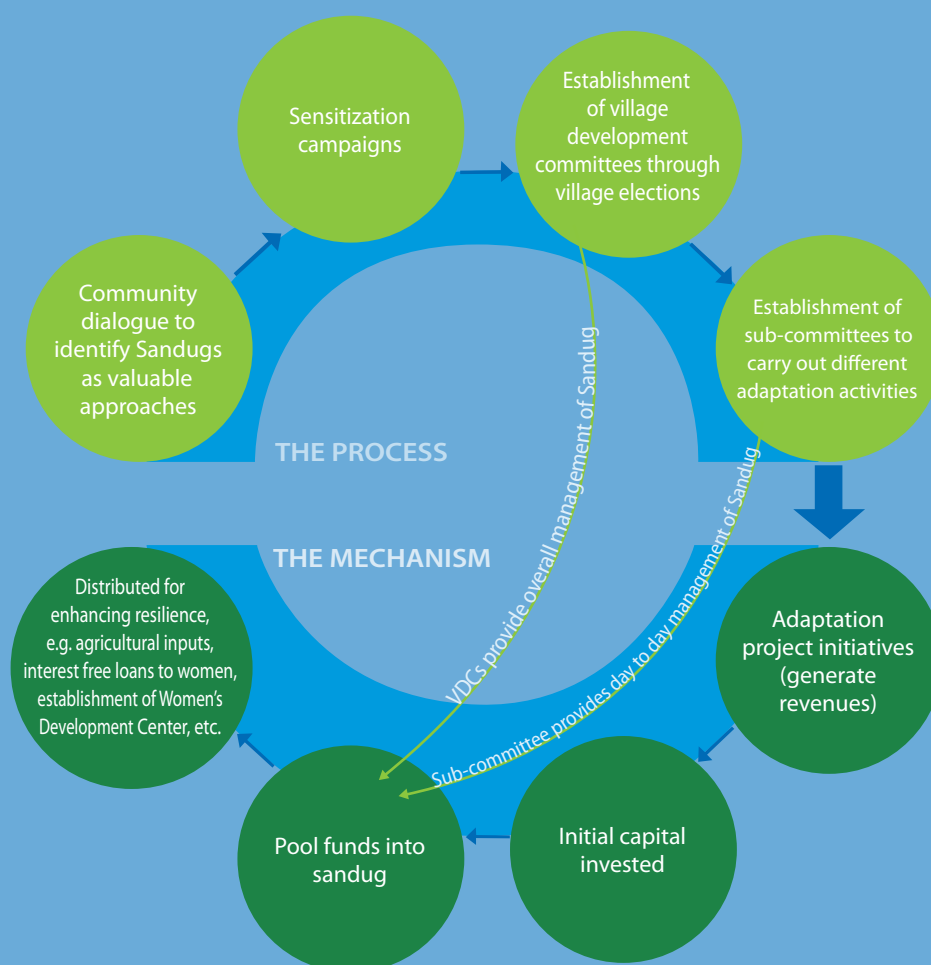 Sensitization
campaigns
Establishment
of village
development
committees through
village elections
Community
dialogue to
identify Sandugs
as valuable
approaches
Establishment of
sub-committees to
carry out different
adaptation activities
THE PROCESS
THE MECHANISM
VDCs provide overall management of Sandug
Sub-committee provides day to day management of Sandug
Distributed for
enhancing resilience,
e.g. agricultural inputs,
interest free loans to women,
establishment of Women’s
Development Center, etc.
Adaptation
project initiatives
(generate
revenues)
Pool funds into
sandug
Initial capital
invested